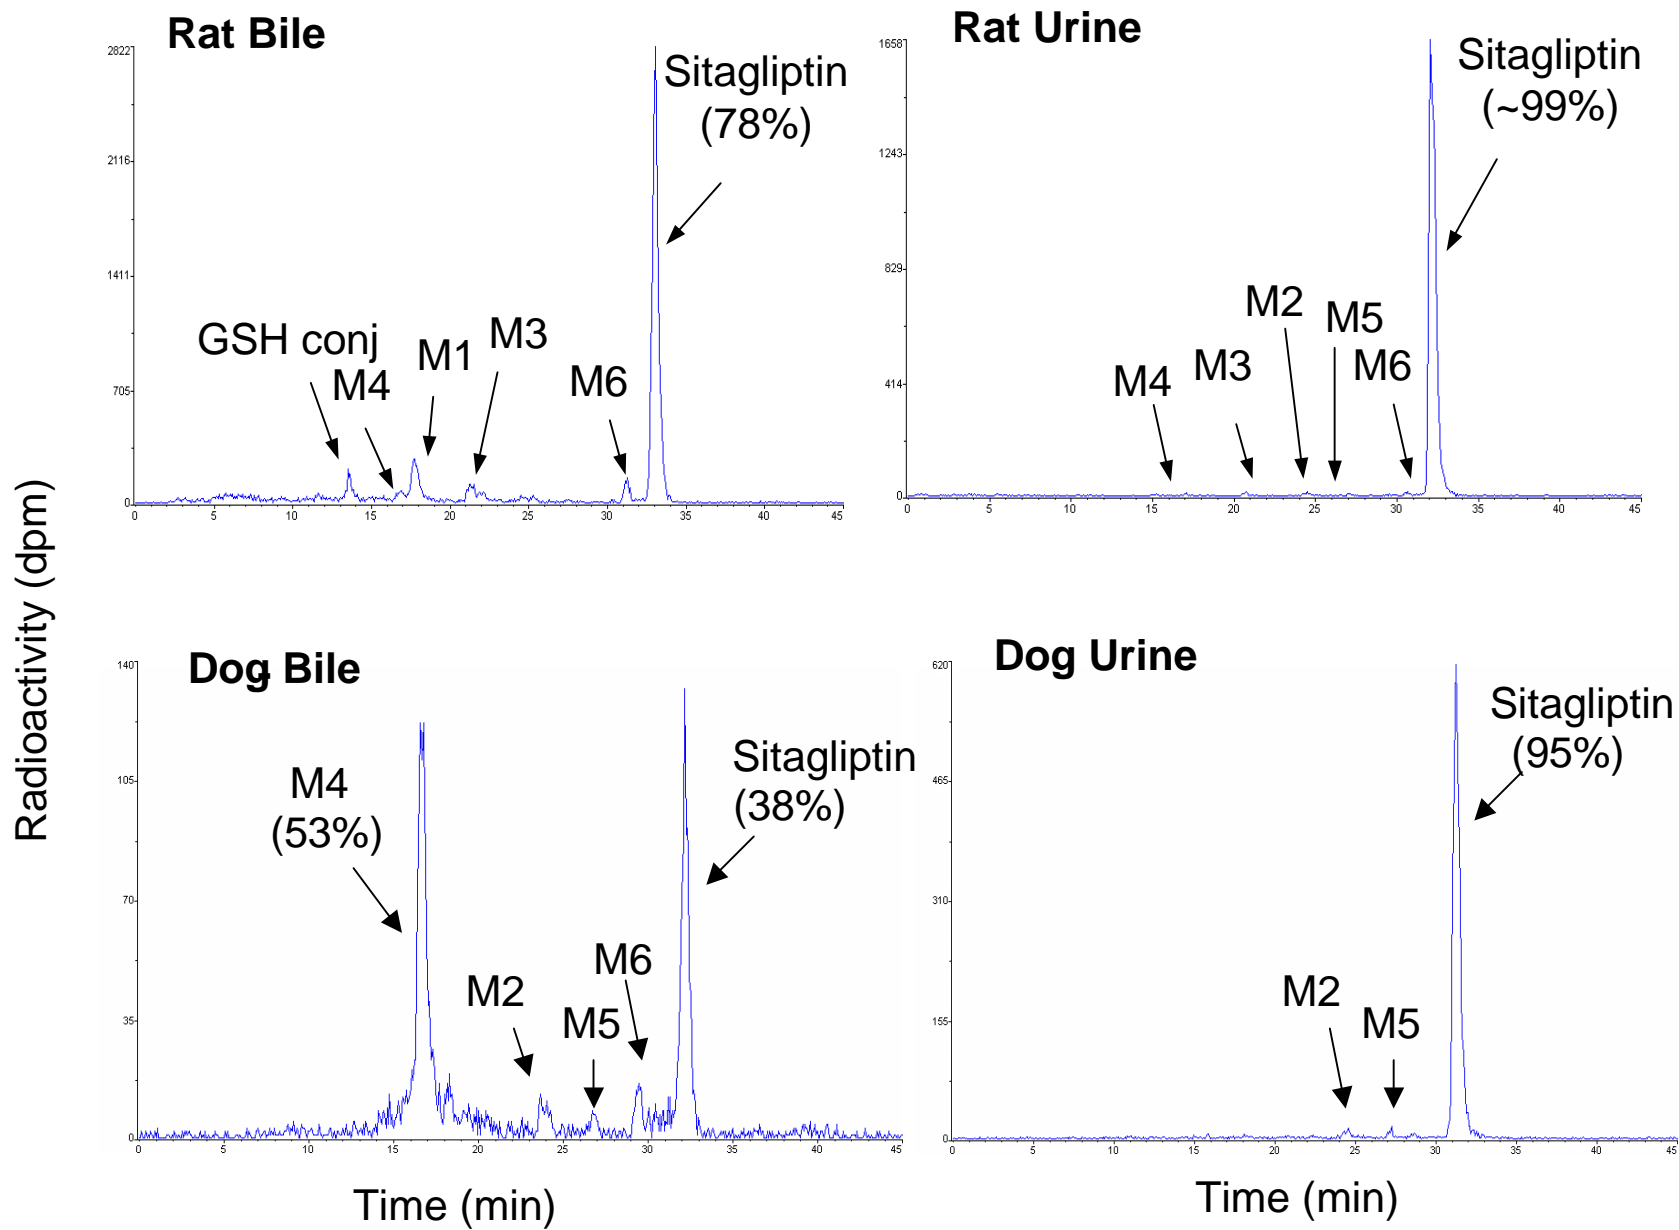 Rat Bile
2822
2116
1411
705
0
0
5
10
15
20
25
30
35
40
45
GSH conj
M4
M1
M3
M6
Sitagliptin
(78%)
Rat Urine
1658
1243
829
414
0
0
5
10
15
20
25
30
35
40
45
M4
M3
M2
M5
M6
Sitagliptin
(~99%)
Radioactivity (dpm)
Dog Bile
140
105
70
35
0
0
5
10
15
20
25
30
35
40
45
M4
(53%)
M2
M5
M6
Sitagliptin
(38%)
Time (min)
Dog Urine
620
465
310
155
0
0
5
10
15
20
25
30
35
40
45
M2
M5
Sitagliptin
(95%)
Time (min)